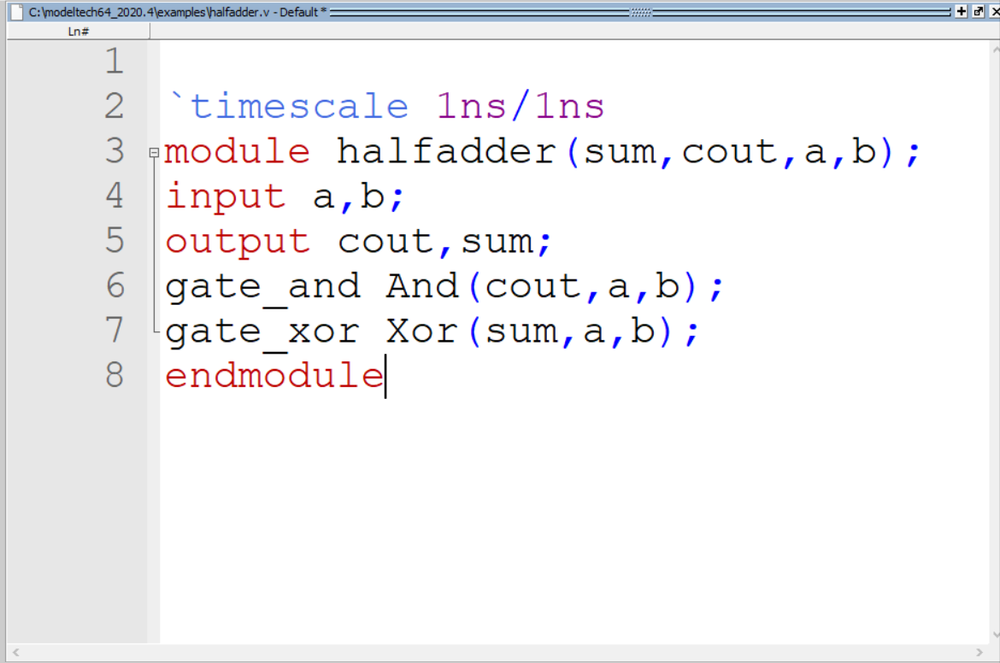 C:\modeltech64_2020.4\examples\halfadder.v - Default *
Ln#
1
2 `timescale 1ns/1ns
3 module halfadder(sum,cout,a,b);
4 input a,b;
5 output cout,sum;
6 gate_and And(cout,a,b);
7 gate_xor Xor(sum,a,b);
8 endmodule